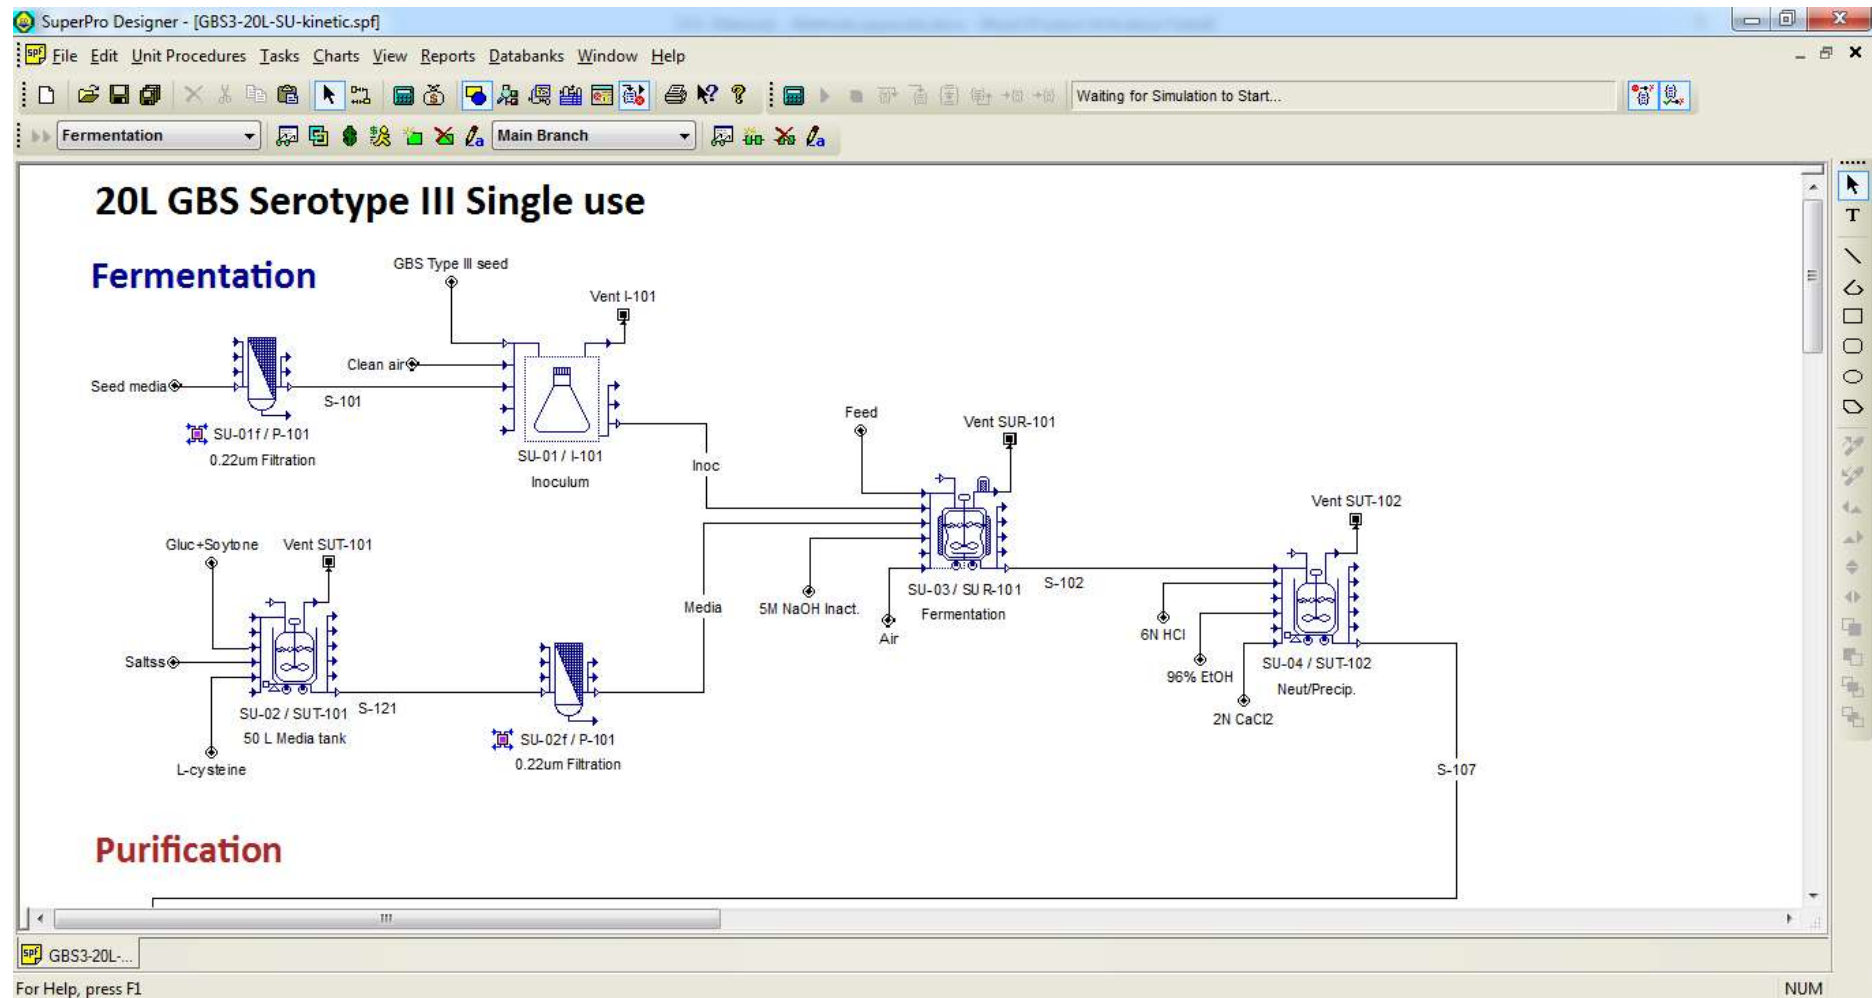 SuperPro Designer - [GBS3-20L-SU-kinetic.spf]
File Edit Unit Procedures Tasks Charts View Reports Databanks Window Help
Waiting for Simulation to Start...
Fermentation
Main Branch
20L GBS Serotype III Single use
Fermentation
GBS Type III seed
Vent I-101
Clean air
Seed media
S-101
SU-01f / P-101
0.22um Filtration
SU-01 / I-101
Inoculum
Inoc
Feed
Vent SUR-101
Vent SUT-102
Gluc+Soytone
Vent SUT-101
Media
5M NaOH Inact.
Air
SU-03 / SUR-101
Fermentation
S-102
6N HCl
96% EtOH
2N CaCl2
SU-04 / SUT-102
Neut/Precip.
Saltss
SU-02 / SUT-101
50 L Media tank
S-121
L-cysteine
SU-02f / P-101
0.22um Filtration
S-107
Purification
GBS3-20L-...
For Help, press F1
NUM